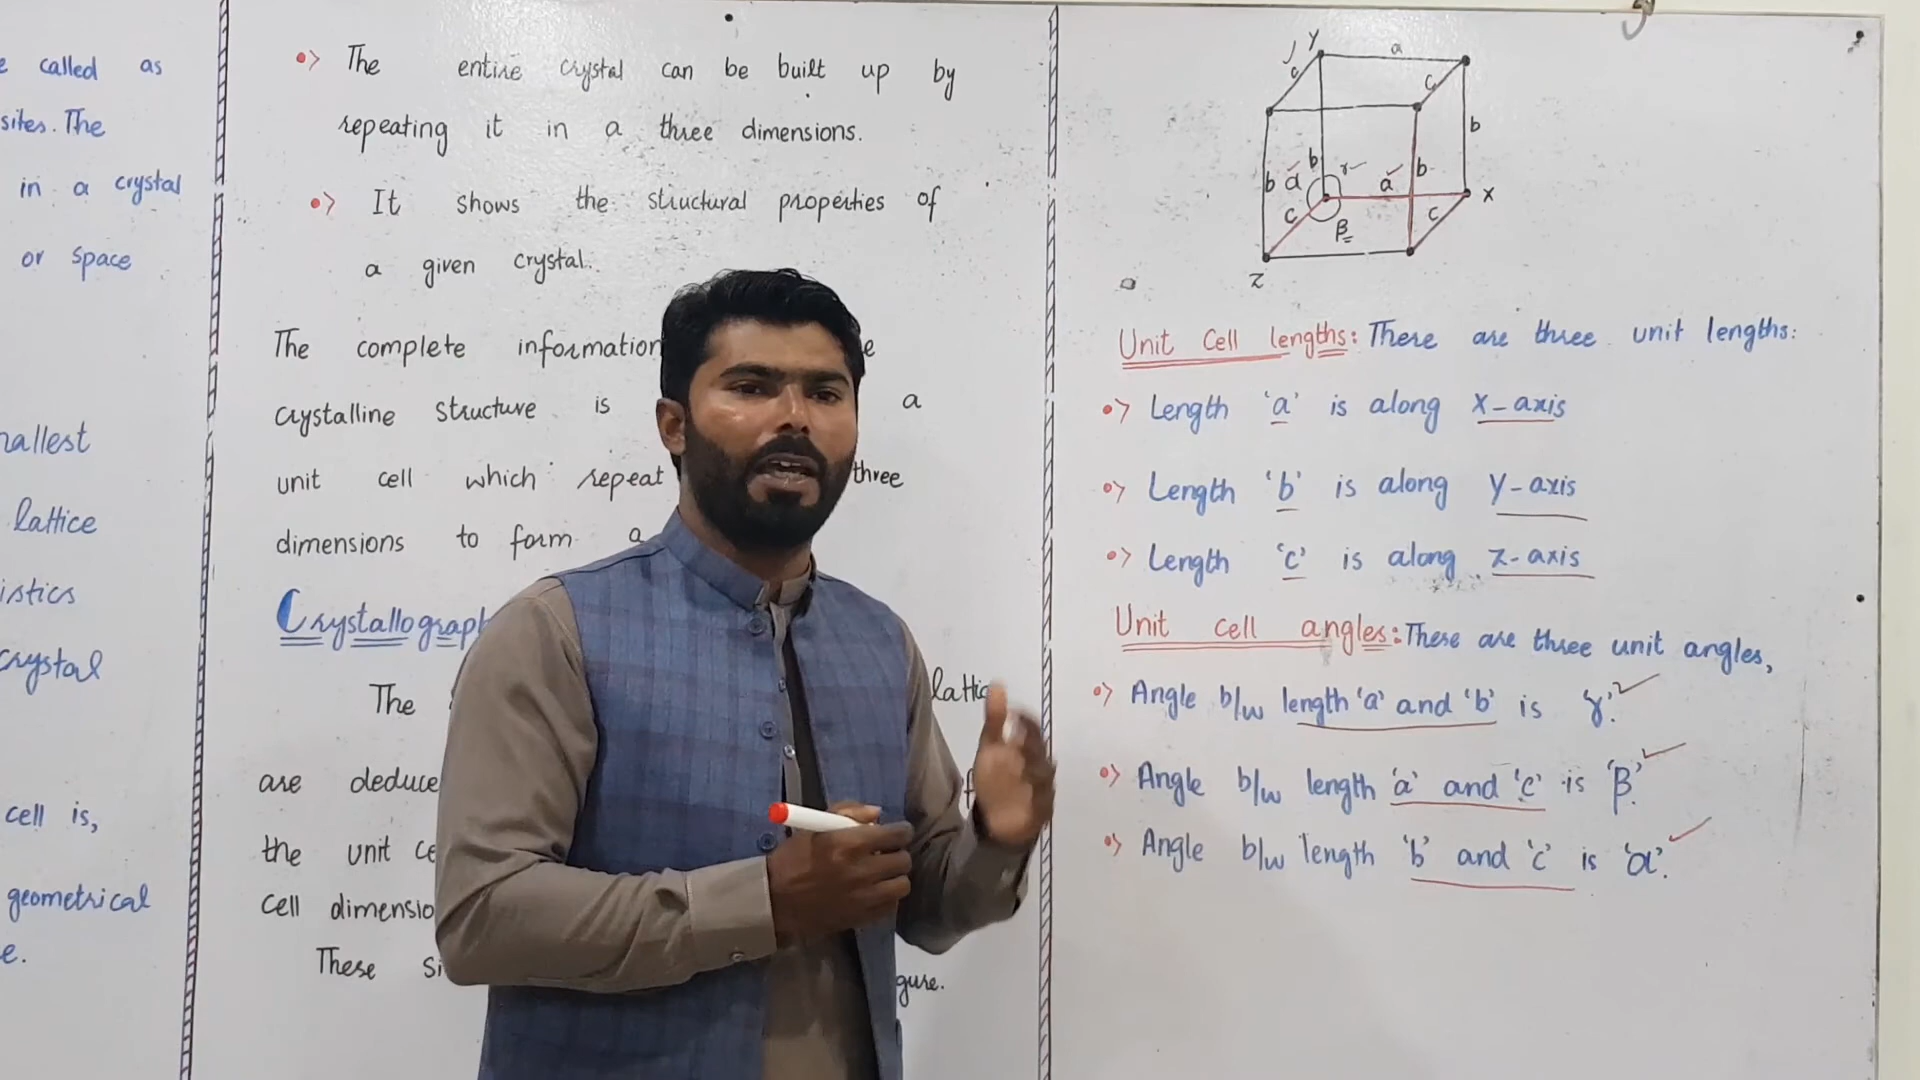 e called as
sites. The
in a crystal
or space
mallest
lattice
istics
crystal
cell is,
geometrical
e.
•> The entire crystal can be built up by
repeating it in a three dimensions.
•> It shows the structural properties of
a given crystal.
The complete information e
crystalline structure is a
unit cell which repeat three
dimensions to form a
Crystallograph
The lattic
are deduce of
the unit ce
cell dimensio
These si gure.
Y a
c c
b
b γ
b α a b X
c c
β
Z
Unit Cell lengths: There are three unit lengths:
•> Length 'a' is along X-axis
•> Length 'b' is along Y-axis
•> Length 'c' is along Z-axis
Unit cell angles: These are three unit angles,
•> Angle b/w length 'a' and 'b' is 'γ'.
•> Angle b/w length 'a' and 'c' is 'β'.
•> Angle b/w length 'b' and 'c' is 'α'.